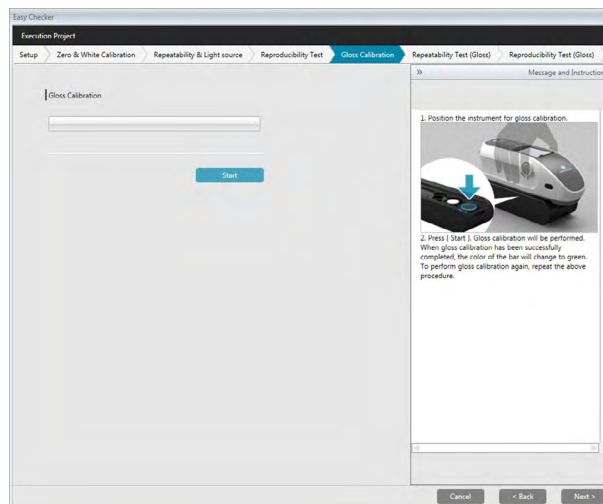 Easy Checker
Execution Project
Setup
Zero & White Calibration
Repeatability & Light source
Reproducibility Test
Gloss Calibration
Repeatability Test (Gloss)
Reproducibility Test (Gloss)
Gloss Calibration
Start
» Message and Instruction
1. Position the instrument for gloss calibration.
2. Press [ Start ]. Gloss calibration will be performed.
When gloss calibration has been successfully
completed, the color of the bar will change to green.
To perform gloss calibration again, repeat the above
procedure.
Cancel
< Back
Next >